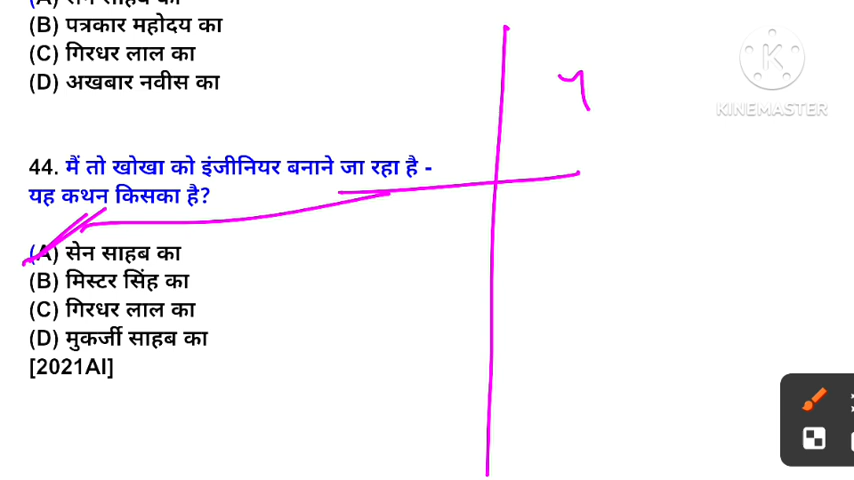 (A) सेन साहब का
(B) पत्रकार महोदय का
(C) गिरधर लाल का
(D) अखबार नवीस का
44. मैं तो खोखा को इंजीनियर बनाने जा रहा है -
यह कथन किसका है?
(A) सेन साहब का
(B) मिस्टर सिंह का
(C) गिरधर लाल का
(D) मुकर्जी साहब का
[2021AI]
K
KINEMASTER